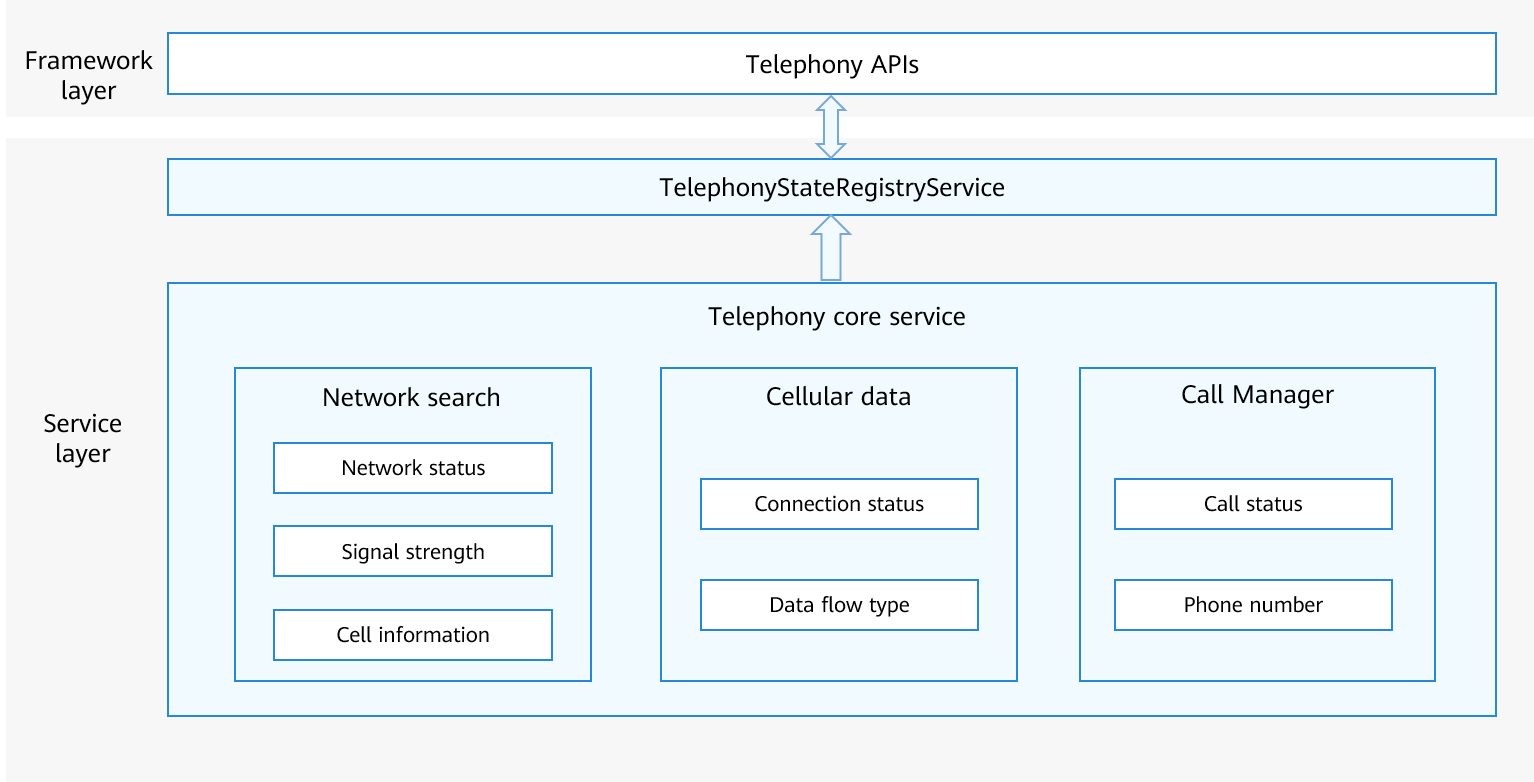 Framework
layer
Telephony APIs
TelephonyStateRegistryService
Service
layer
Telephony core service
Network search
Network status
Signal strength
Cell information
Cellular data
Connection status
Data flow type
Call Manager
Call status
Phone number